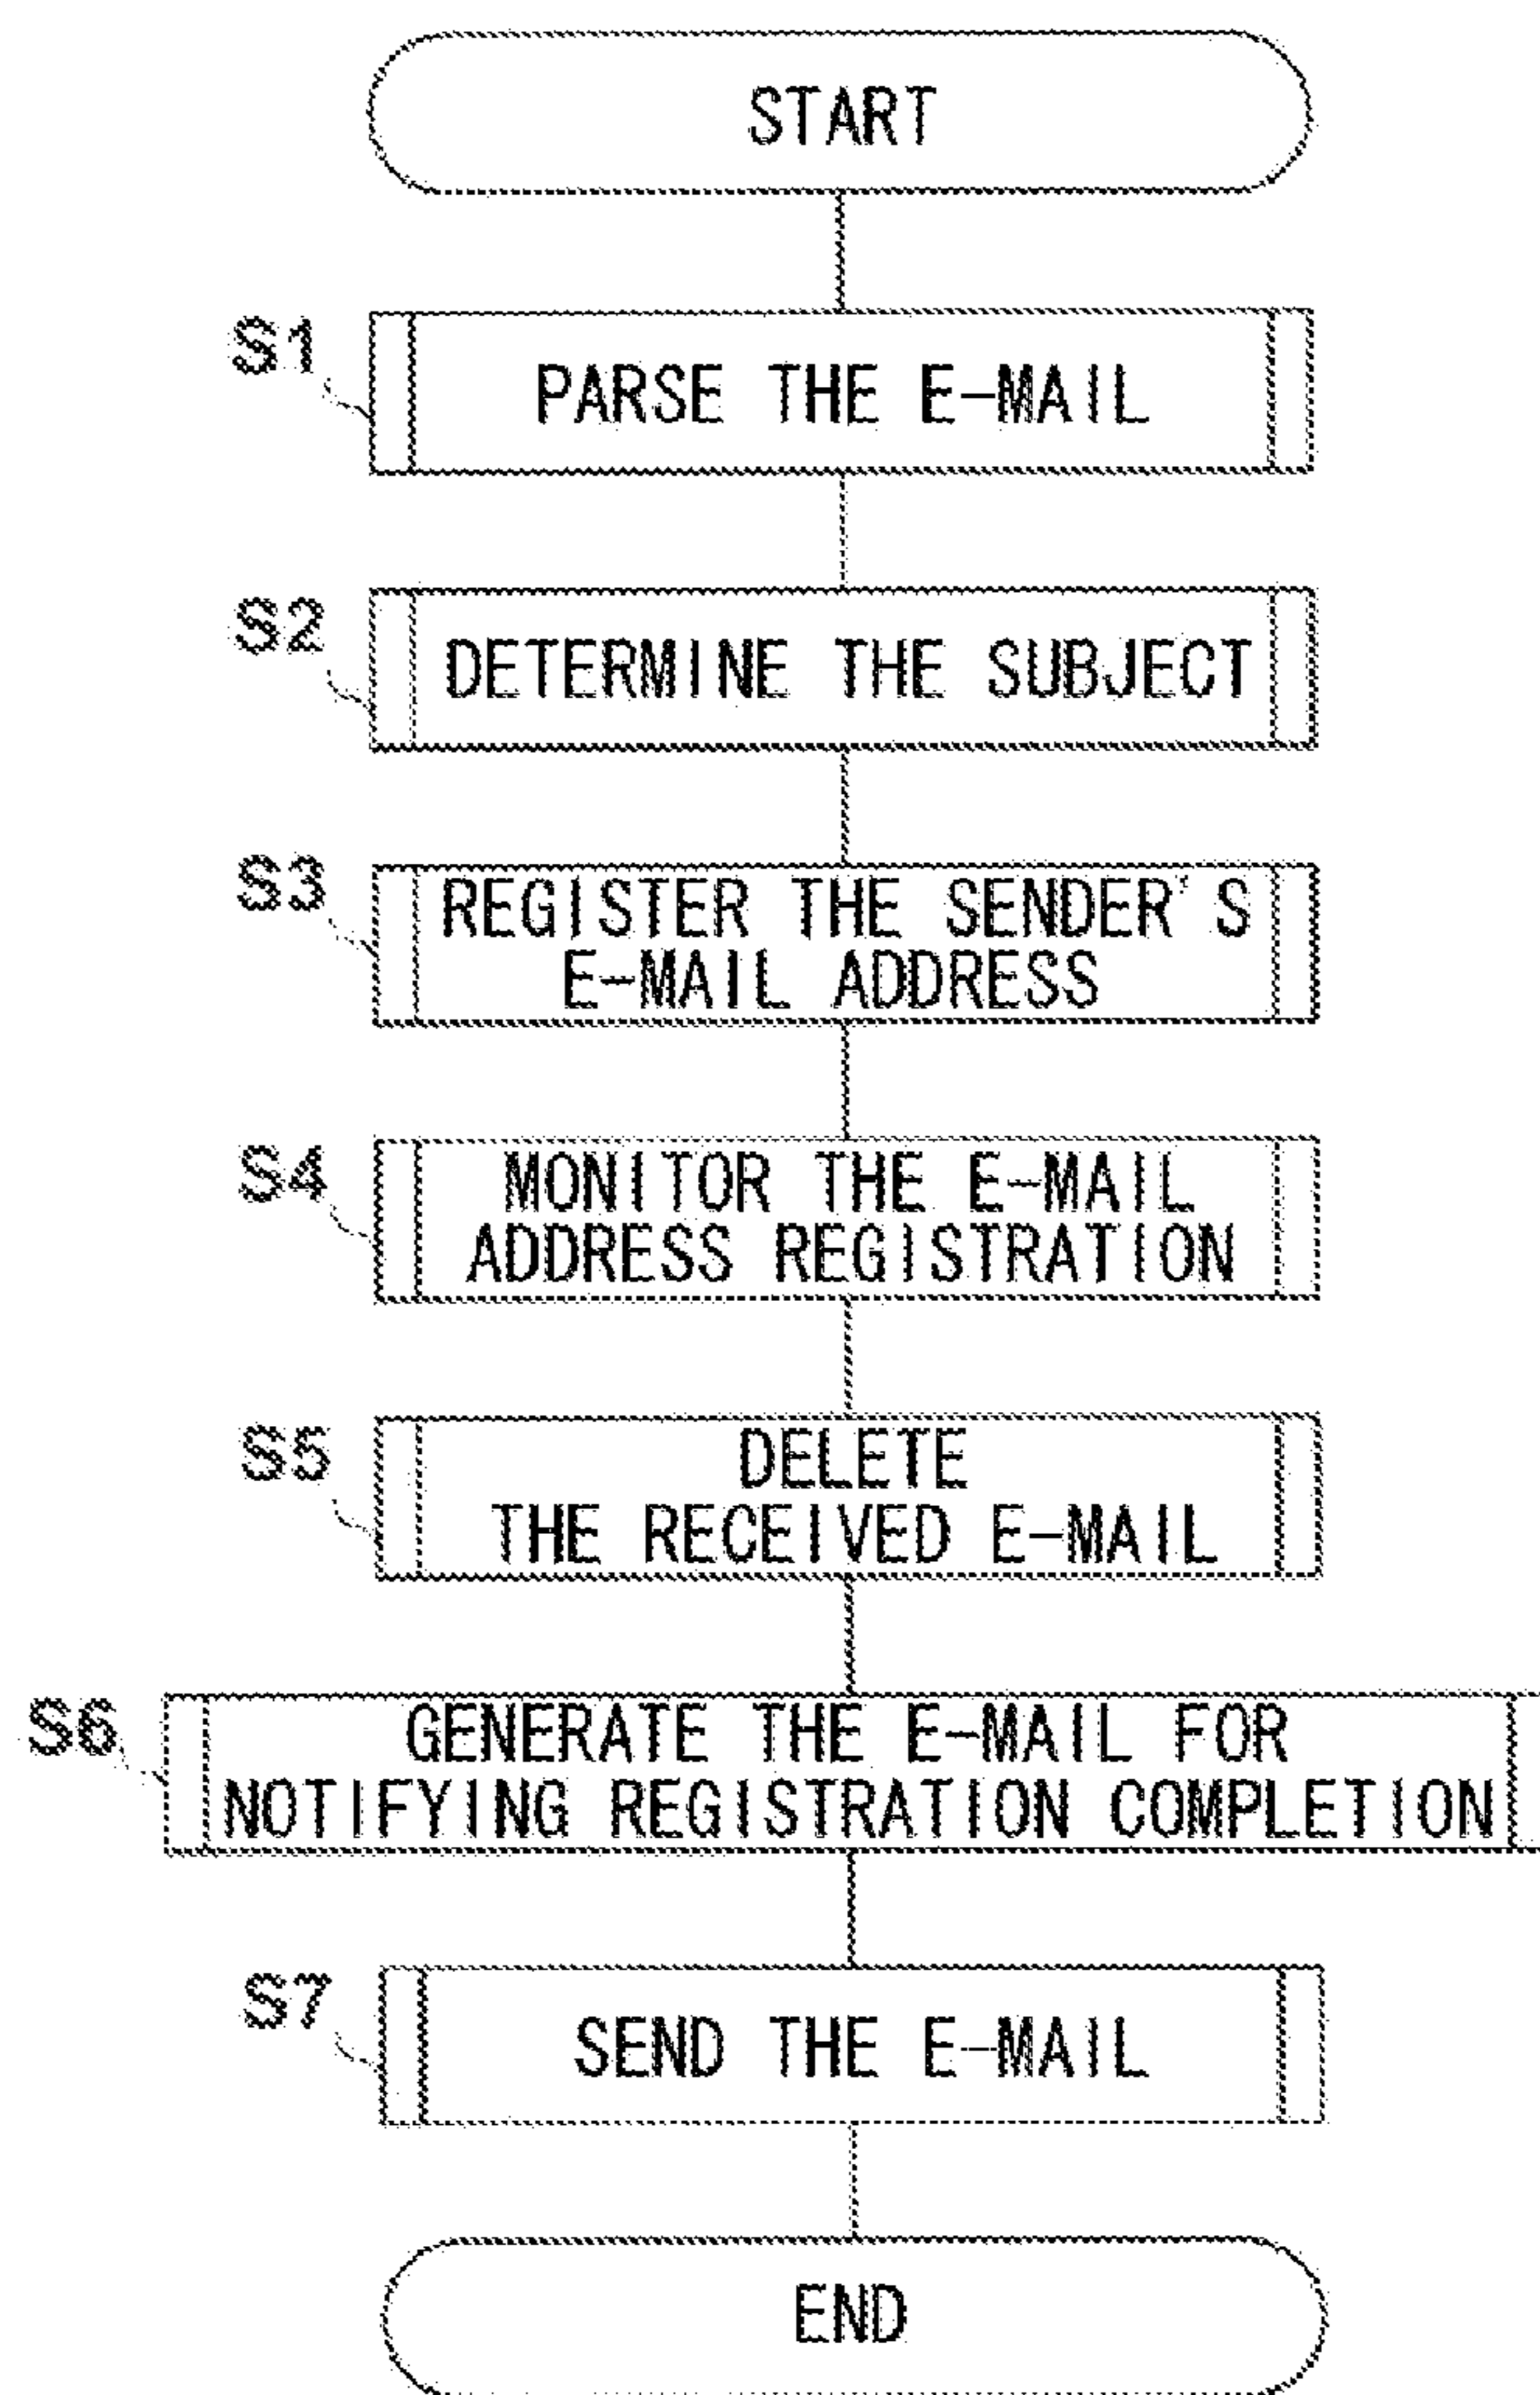 START
S1
PARSE THE E-MAIL
S2
DETERMINE THE SUBJECT
S3
REGISTER THE SENDER'S
E-MAIL ADDRESS
S4
MONITOR THE E-MAIL
ADDRESS REGISTRATION
S5
DELETE
THE RECEIVED E-MAIL
S6
GENERATE THE E-MAIL FOR
NOTIFYING REGISTRATION COMPLETION
S7
SEND THE E-MAIL
END